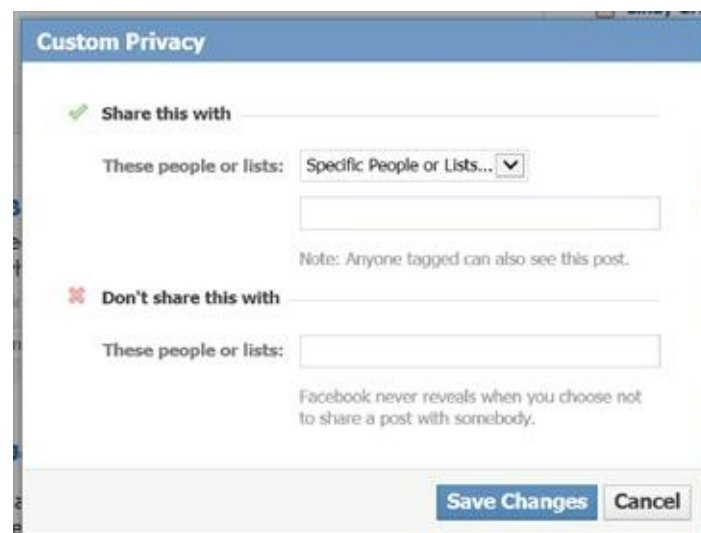 Custom Privacy
Share this with
These people or lists: Specific People or Lists...
Note: Anyone tagged can also see this post.
Don't share this with
These people or lists:
Facebook never reveals when you choose not
to share a post with somebody.
Save Changes Cancel